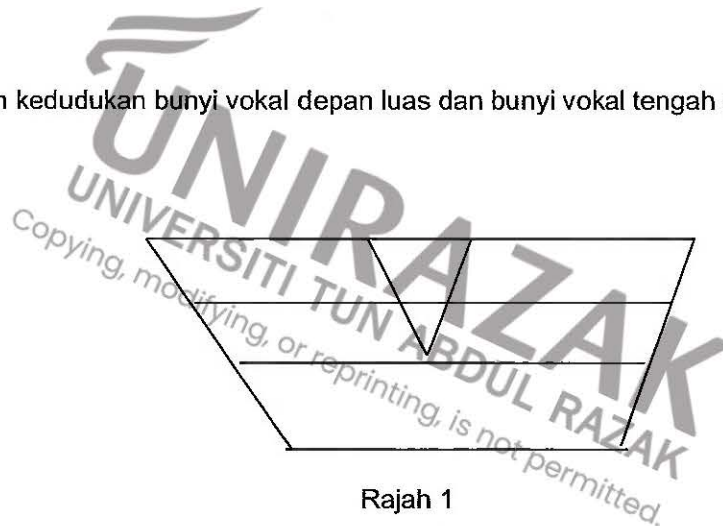 kedudukan bunyi vokal depan luas dan bunyi vokal tengah
UNIRAZAK
UNIVERSITI TUN ABDUL RAZAK
Copying, modifying, or reprinting, is not permitted.
Rajah 1